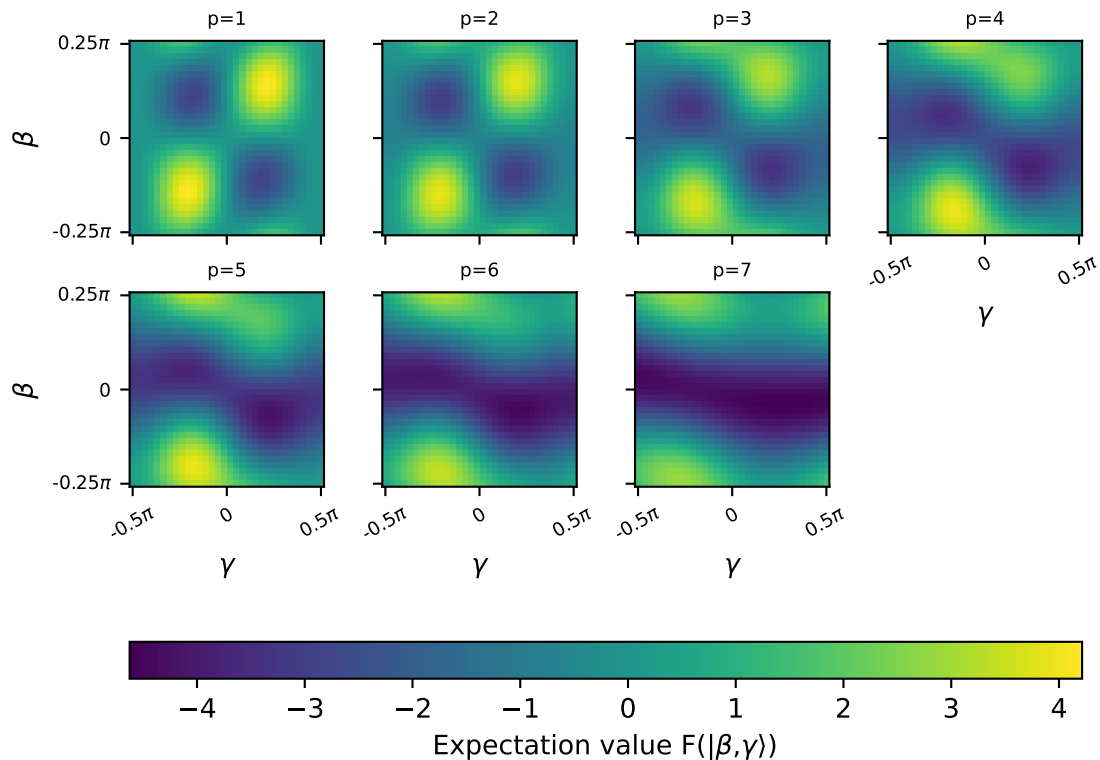 p=1 p=2 p=3 p=4
0.25π
β
0
-0.25π
-0.5π 0 0.5π
γ
p=5 p=6 p=7
0.25π
β
0
-0.25π
-0.5π 0 0.5π -0.5π 0 0.5π -0.5π 0 0.5π
γ γ γ
−4 −3 −2 −1 0 1 2 3 4
Expectation value F(|β,γ⟩)